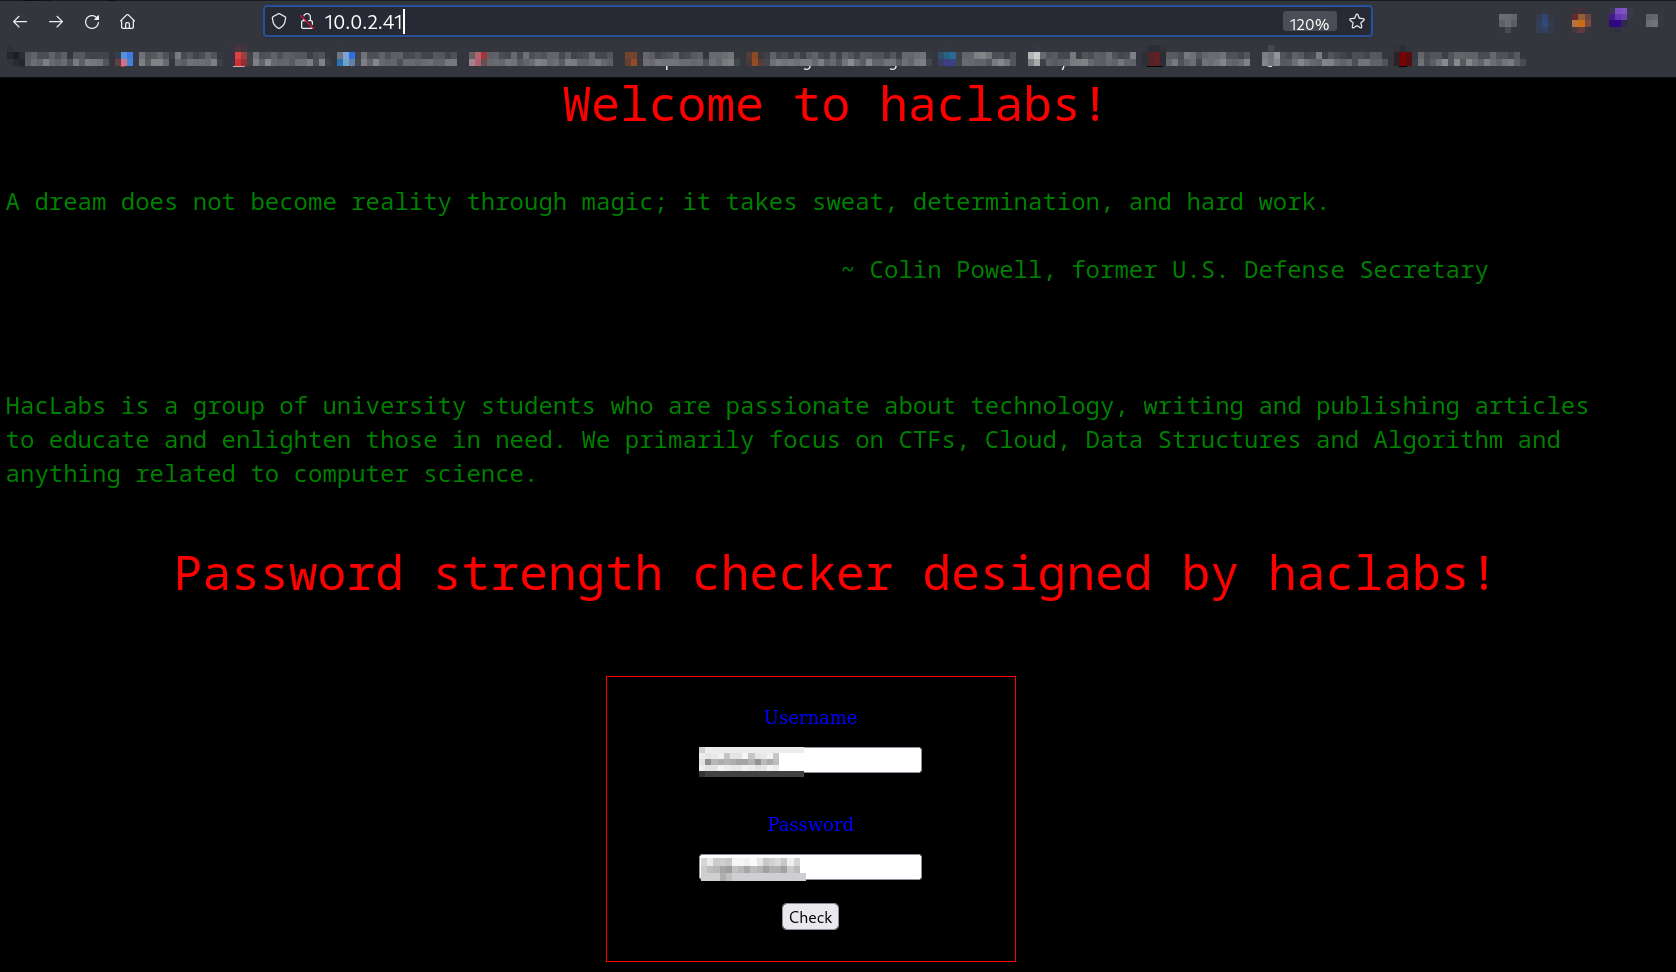 10.0.2.41
120%
Welcome to haclabs!
A dream does not become reality through magic; it takes sweat, determination, and hard work.
~ Colin Powell, former U.S. Defense Secretary
HacLabs is a group of university students who are passionate about technology, writing and publishing articles
to educate and enlighten those in need. We primarily focus on CTFs, Cloud, Data Structures and Algorithm and
anything related to computer science.
Password strength checker designed by haclabs!
Username
Password
Check